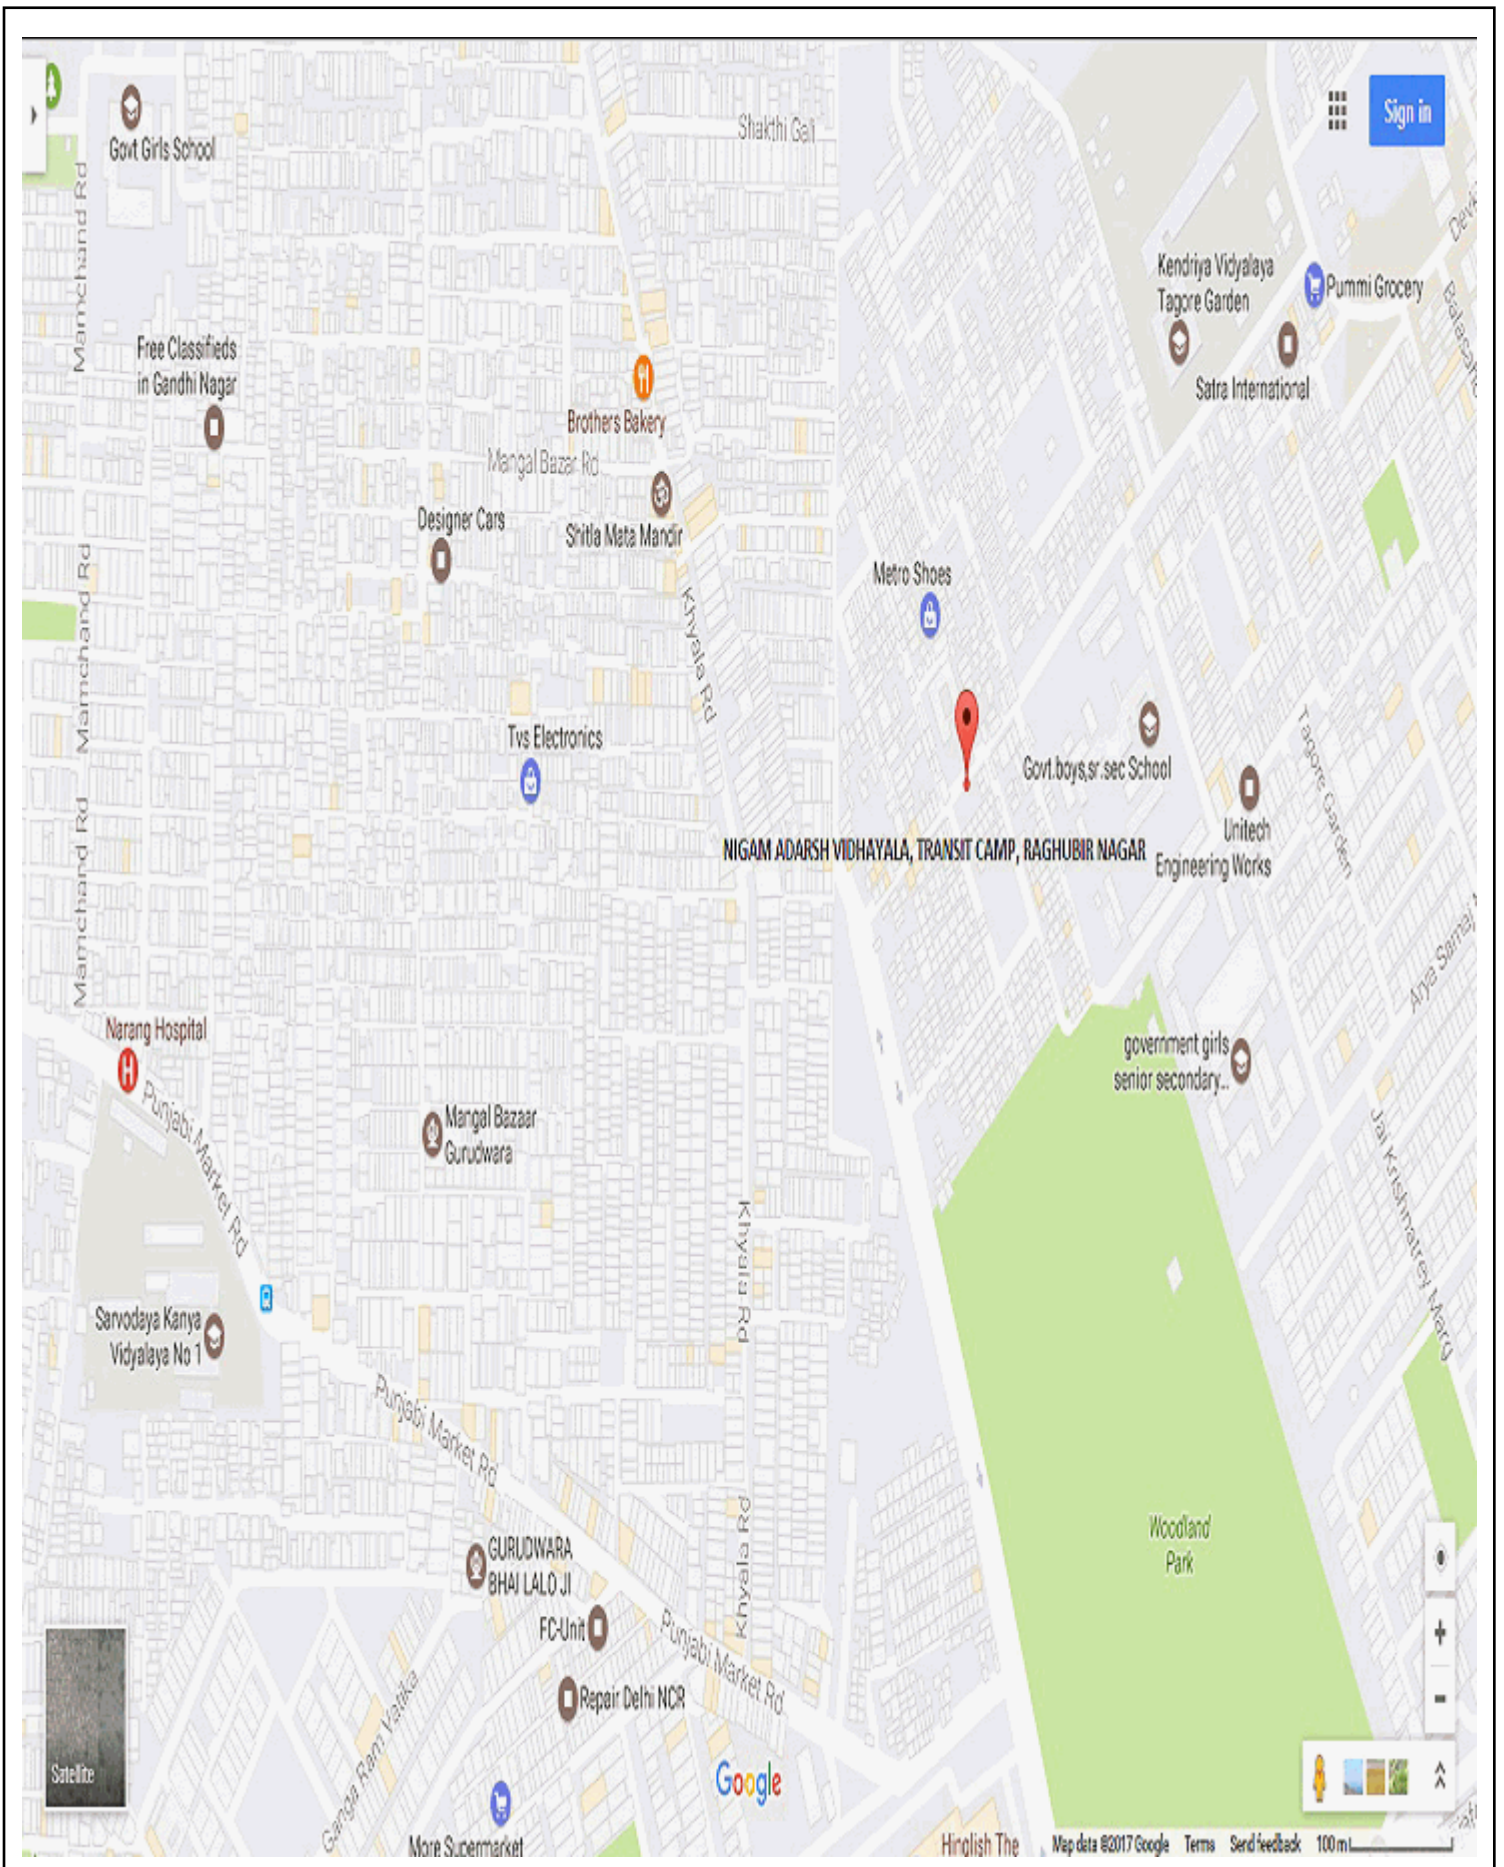 Sign in
Govt Girls School
Shakthi Gali
Mamchand Rd
Kendriya Vidyalaya
Tagore Garden
Pummi Grocery
Satra International
Free Classifieds
in Gandhi Nagar
Brothers Bakery
Mangal Bazar Rd
Designer Cars
Shitla Mata Mandir
Metro Shoes
Mamchand Rd
Khyala Rd
Tvs Electronics
Govt.boys,sr.sec School
Tagore Garden
Unitech
Engineering Works
NIGAM ADARSH VIDHAYALA, TRANSIT CAMP, RAGHUBIR NAGAR
Mamchand Rd
Arya Samaj
Narang Hospital
Punjabi Market Rd
government girls
senior secondary...
Mangal Bazaar
Gurudwara
Jai Krishnatrey Marg
Khyala Rd
Sarvodaya Kanya
Vidyalaya No 1
Punjabi Market Rd
Woodland
Park
Khyala Rd
GURUDWARA
BHAI LALO JI
FC-Unit
Punjabi Market Rd
Repair Delhi NCR
Ganga Ram Vatika
Satellite
Google
More Supermarket
Hinglish The
Map data ©2017 Google Terms Send feedback 100 m